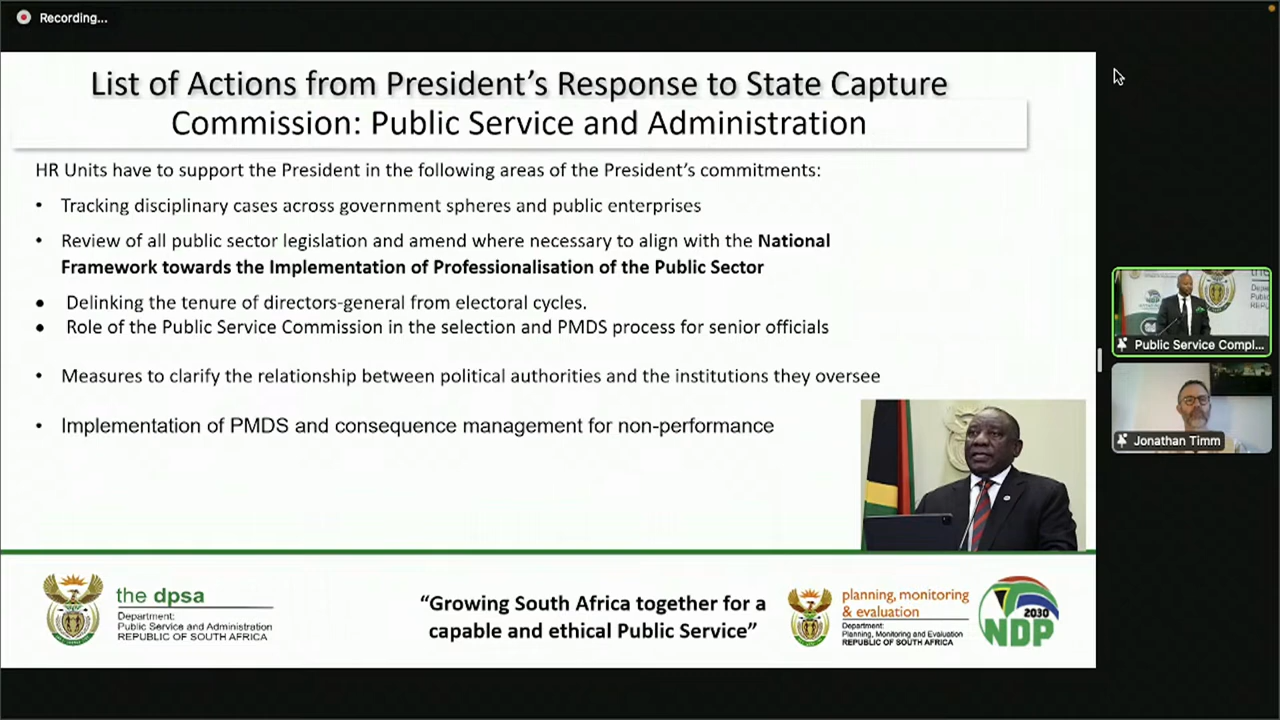 Recording...
List of Actions from President's Response to State Capture
Commission: Public Service and Administration
HR Units have to support the President in the following areas of the President's commitments:
• Tracking disciplinary cases across government spheres and public enterprises
• Review of all public sector legislation and amend where necessary to align with the National
Framework towards the Implementation of Professionalisation of the Public Sector
• Delinking the tenure of directors-general from electoral cycles.
• Role of the Public Service Commission in the selection and PMDS process for senior officials
• Measures to clarify the relationship between political authorities and the institutions they oversee
• Implementation of PMDS and consequence management for non-performance
Public Service Compl...
Jonathan Timm
the dpsa
Department:
Public Service and Administration
REPUBLIC OF SOUTH AFRICA
"Growing South Africa together for a
capable and ethical Public Service"
planning, monitoring
& evaluation
Department:
Planning, Monitoring and Evaluation
REPUBLIC OF SOUTH AFRICA
2030
NDP